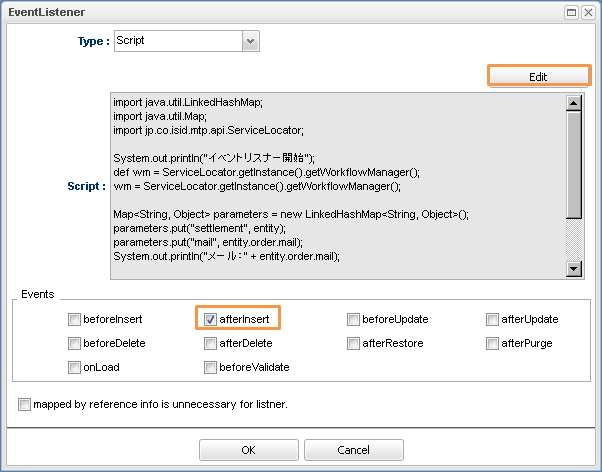 EventListener
Type : Script
Edit
import java.util.LinkedHashMap;
import java.util.Map;
import jp.co.isid.mtp.api.ServiceLocator;
System.out.println("イベントリスナー開始");
def wm = ServiceLocator.getInstance().getWorkflowManager();
wm = ServiceLocator.getInstance().getWorkflowManager();
Script :
Map<String, Object> parameters = new LinkedHashMap<String, Object>();
parameters.put("settlement", entity);
parameters.put("mail", entity.order.mail);
System.out.println("メール：" + entity.order.mail);
Events
beforeInsert afterInsert beforeUpdate afterUpdate
beforeDelete afterDelete afterRestore afterPurge
onLoad beforeValidate
mapped by reference info is unnecessary for listner.
OK Cancel